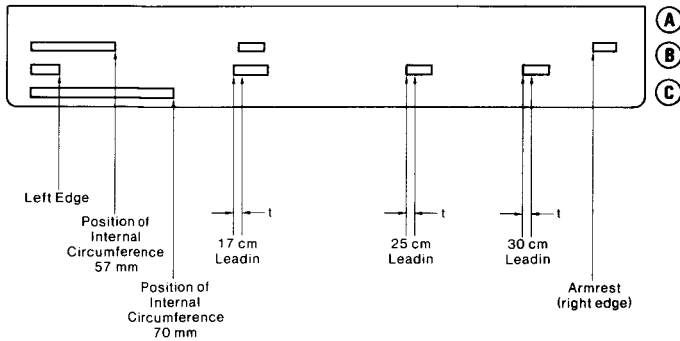 A
B
C
Left Edge
Position of
Internal
Circumference
57 mm
Position of
Internal
Circumference
70 mm
t
17 cm
Leadin
t
25 cm
Leadin
t
30 cm
Leadin
Armrest
(right edge)